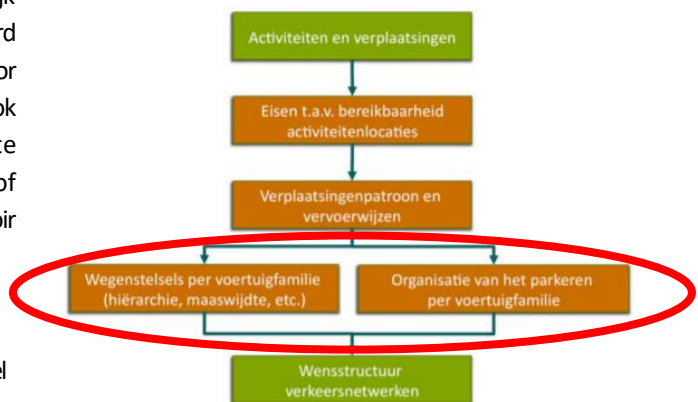 Activiteiten en verplaatsingen
Eisen t.a.v. bereikbaarheid
activiteitenlocaties
Verplaatsingenpatroon en
vervoerwijzen
Wegenstelsels per voertuigfamilie
(hiërarchie, maaswijdte, etc.)
Organisatie van het parkeren
per voertuigfamilie
Wensstructuur
verkeersnetwerken